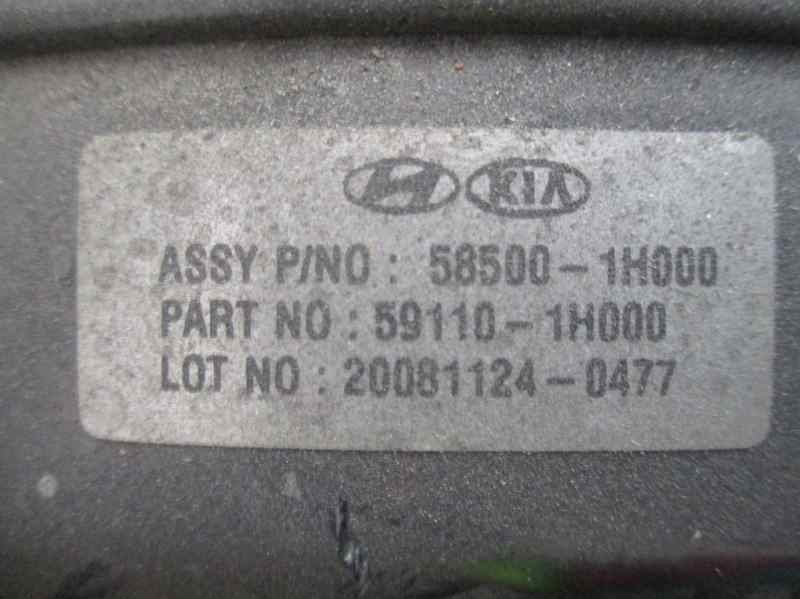 KIA
ASSY P/NO : 58500-1H000
PART NO : 59110-1H000
LOT NO : 20081124-0477